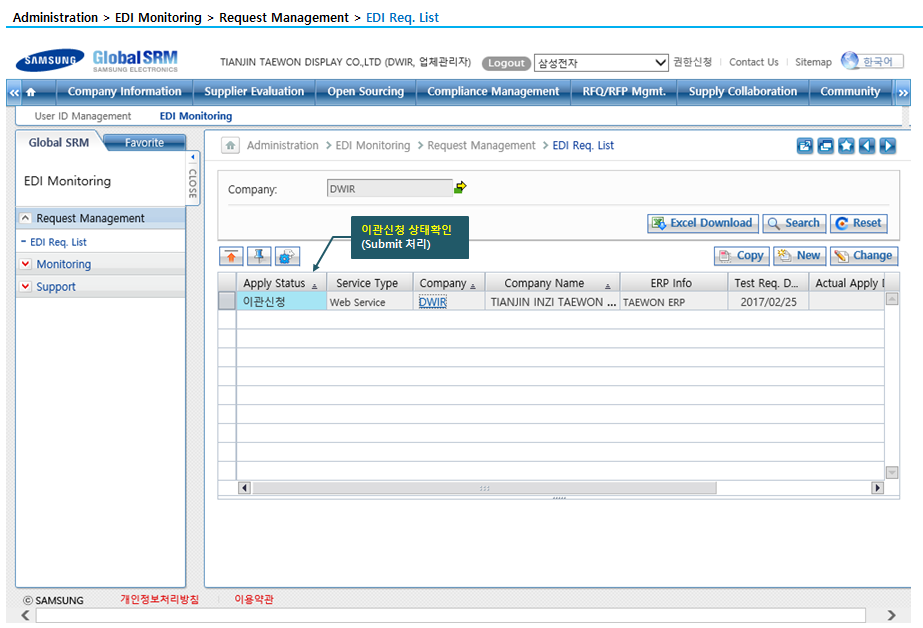 Administration > EDI Monitoring > Request Management > EDI Req. List
SAMSUNG GlobalSRM
SAMSUNG ELECTRONICS
TIANJIN TAEWON DISPLAY CO.,LTD (DWIR, 업체관리자) Logout 삼성전자 권한신청 Contact Us Sitemap 한국어
Company Information Supplier Evaluation Open Sourcing Compliance Management RFQ/RFP Mgmt. Supply Collaboration Community
User ID Management EDI Monitoring
Global SRM Favorite
Administration > EDI Monitoring > Request Management > EDI Req. List
EDI Monitoring
CLOSE
Company: DWIR
Request Management
Excel Download Search Reset
이관신청 상태확인
(Submit 처리)
EDI Req. List
Monitoring
Support
Copy New Change
Apply Status Service Type Company Company Name ERP Info Test Req. D... Actual Apply
이관신청 Web Service DWIR TIANJIN INZI TAEWON ... TAEWON ERP 2017/02/25
© SAMSUNG 개인정보처리방침 이용약관